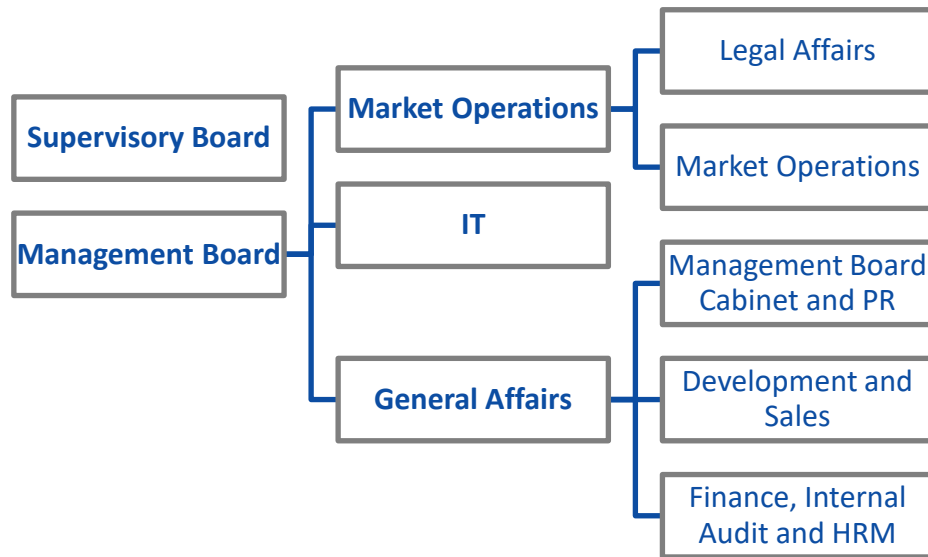 Supervisory Board
Management Board
Market Operations
IT
General Affairs
Legal Affairs
Market Operations
Management Board
Cabinet and PR
Development and
Sales
Finance, Internal
Audit and HRM